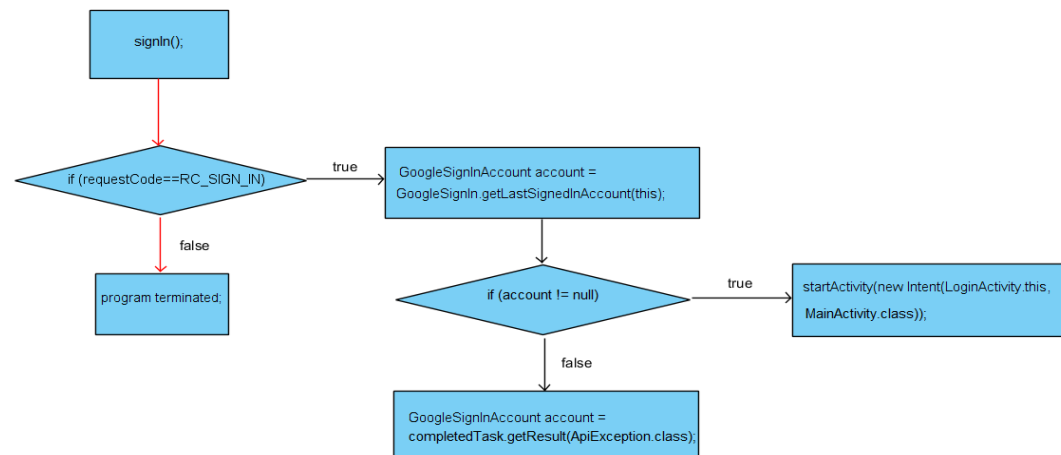 signIn();
if (requestCode==RC_SIGN_IN)
true
GoogleSignInAccount account =
GoogleSignIn.getLastSignedInAccount(this);
false
program terminated;
if (account != null)
true
startActivity(new Intent(LoginActivity.this,
MainActivity.class));
false
GoogleSignInAccount account =
completedTask.getResult(ApiException.class);